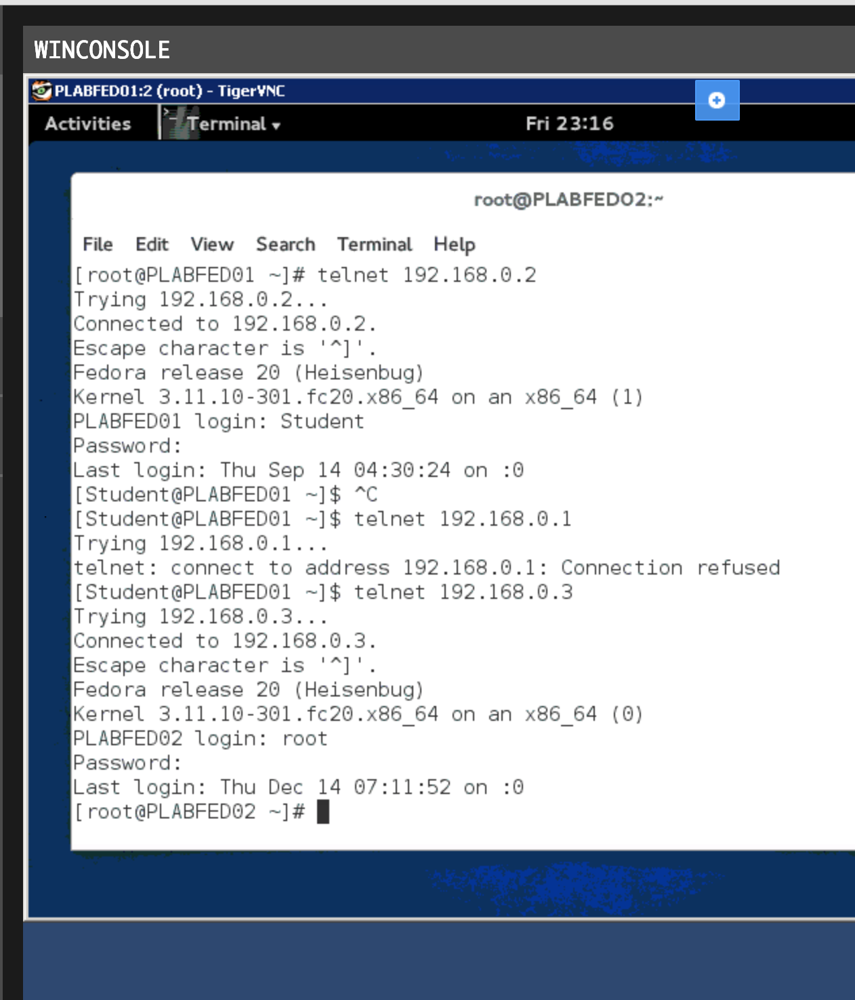 WINCONSOLE
PLABFED01:2 (root) - TigerVNC
Activities Terminal Fri 23:16
root@PLABFED02:~
File Edit View Search Terminal Help
[root@PLABFED01 ~]# telnet 192.168.0.2
Trying 192.168.0.2...
Connected to 192.168.0.2.
Escape character is '^]'.
Fedora release 20 (Heisenbug)
Kernel 3.11.10-301.fc20.x86_64 on an x86_64 (1)
PLABFED01 login: Student
Password:
Last login: Thu Sep 14 04:30:24 on :0
[Student@PLABFED01 ~]$ ^C
[Student@PLABFED01 ~]$ telnet 192.168.0.1
Trying 192.168.0.1...
telnet: connect to address 192.168.0.1: Connection refused
[Student@PLABFED01 ~]$ telnet 192.168.0.3
Trying 192.168.0.3...
Connected to 192.168.0.3.
Escape character is '^]'.
Fedora release 20 (Heisenbug)
Kernel 3.11.10-301.fc20.x86_64 on an x86_64 (0)
PLABFED02 login: root
Password:
Last login: Thu Dec 14 07:11:52 on :0
[root@PLABFED02 ~]#